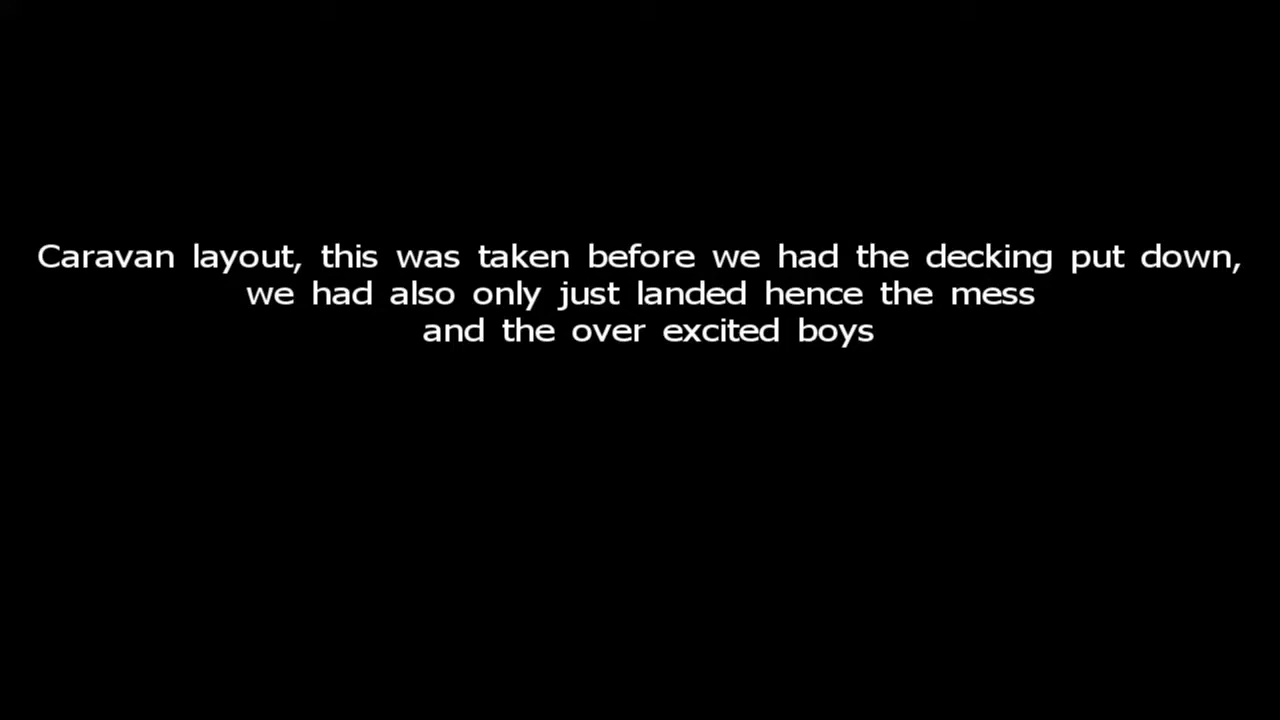 Caravan layout, this was taken before we had the decking put down,
we had also only just landed hence the mess
and the over excited boys